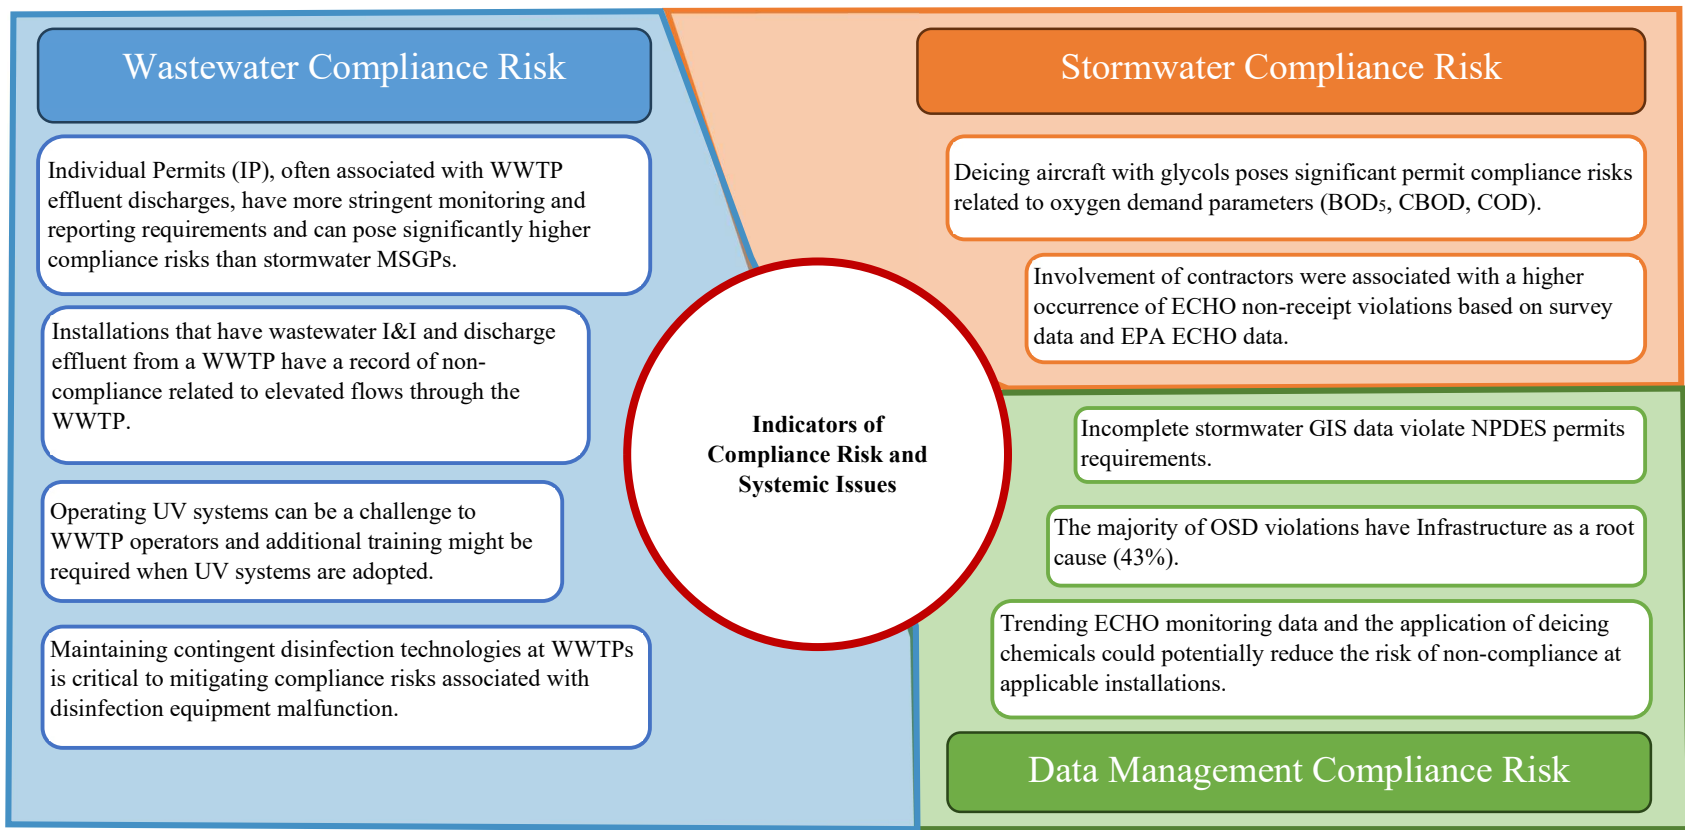 Wastewater Compliance Risk
Individual Permits (IP), often associated with WWTP
effluent discharges, have more stringent monitoring and
reporting requirements and can pose significantly higher
compliance risks than stormwater MSGPs.
Installations that have wastewater I&I and discharge
effluent from a WWTP have a record of non-
compliance related to elevated flows through the
WWTP.
Operating UV systems can be a challenge to
WWTP operators and additional training might be
required when UV systems are adopted.
Maintaining contingent disinfection technologies at WWTPs
is critical to mitigating compliance risks associated with
disinfection equipment malfunction.
Indicators of
Compliance Risk and
Systemic Issues
Stormwater Compliance Risk
Deicing aircraft with glycols poses significant permit compliance risks
related to oxygen demand parameters (BOD₅, CBOD, COD).
Involvement of contractors were associated with a higher
occurrence of ECHO non-receipt violations based on survey
data and EPA ECHO data.
Incomplete stormwater GIS data violate NPDES permits
requirements.
The majority of OSD violations have Infrastructure as a root
cause (43%).
Trending ECHO monitoring data and the application of deicing
chemicals could potentially reduce the risk of non-compliance at
applicable installations.
Data Management Compliance Risk